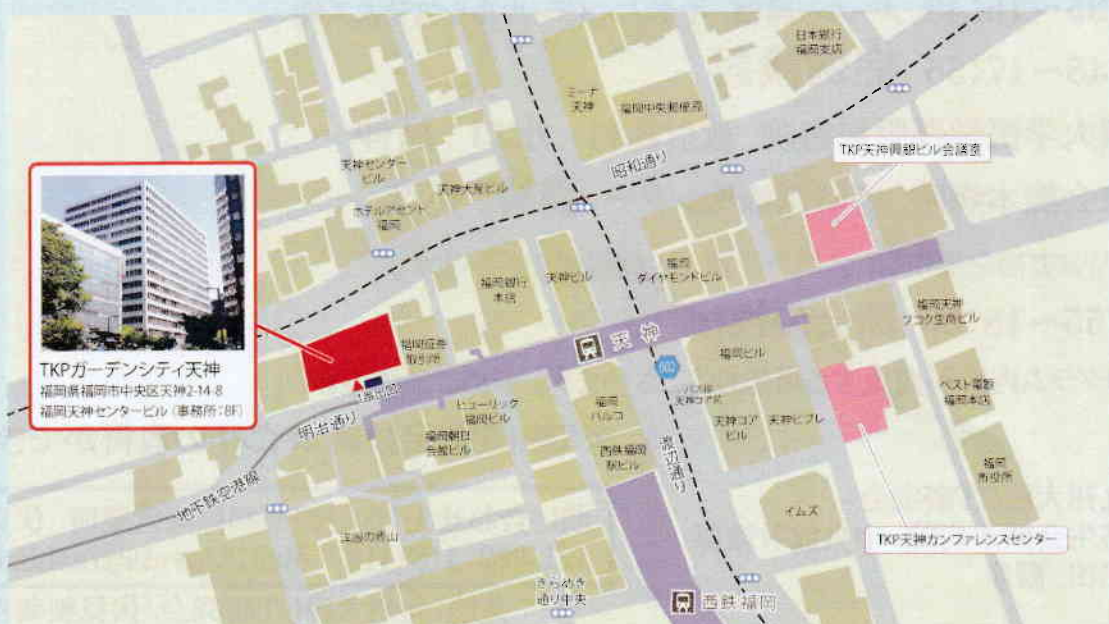 日本銀行
福岡支店
ミーナ
天神
福岡中央郵便局
TKP天神興銀ビル会議室
昭和通り
天神センター
ビル
天神大産ビル
ホテルアセント
福岡
TKPガーデンシティ天神
福岡県福岡市中央区天神2-14-8
福岡天神センタービル(事務所:8F)
福岡銀行
本店
天神ビル
福岡
ダイヤモンドビル
福岡証券
取引所
天神
602
福岡ビル
福岡天神
フコク生命ビル
1番出口
明治通り
地下鉄空港線
ヒューリック
福岡ビル
福岡朝日
会館ビル
福岡
パルコ
西鉄福岡
駅ビル
渡辺通り
天神コア前
天神コア
ビル
天神ビブレ
ベスト電器
福岡本店
福岡
市役所
イムズ
TKP天神カンファレンスセンター
きらめき
通り中央
西鉄福岡